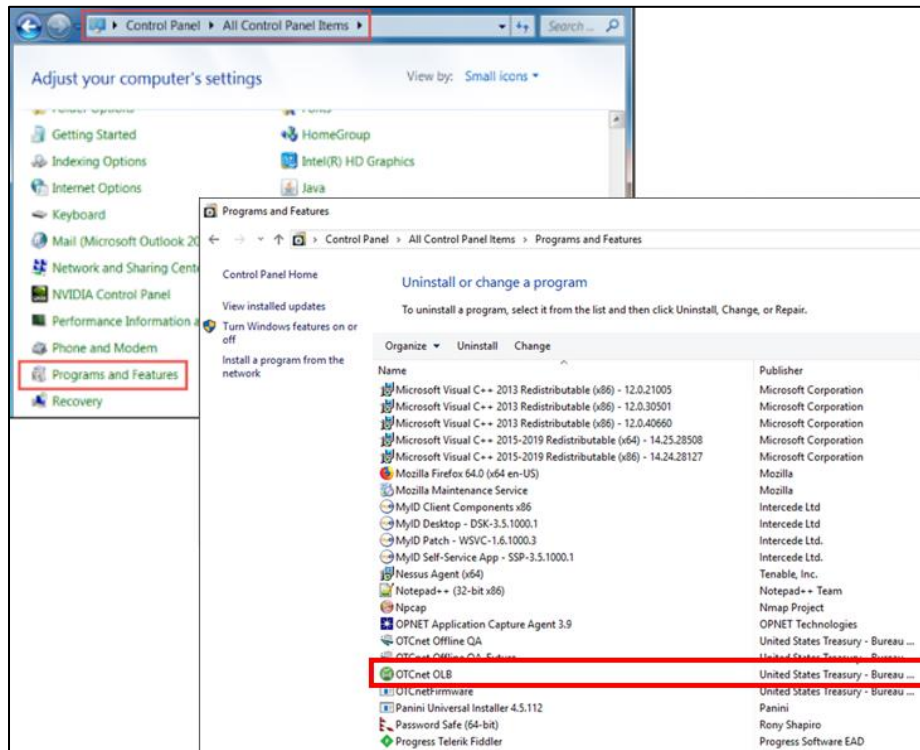 Control Panel ▸ All Control Panel Items ▸
Search ...
Adjust your computer's settings
View by: Small icons
Folder Options
Fonts
Getting Started
HomeGroup
Indexing Options
Intel(R) HD Graphics
Internet Options
Java
Keyboard
Mail (Microsoft Outlook 20
Network and Sharing Cent
NVIDIA Control Panel
Performance Information a
Phone and Modem
Programs and Features
Recovery
Programs and Features
Control Panel > All Control Panel Items > Programs and Features
Control Panel Home
View installed updates
Turn Windows features on or
off
Install a program from the
network
Uninstall or change a program
To uninstall a program, select it from the list and then click Uninstall, Change, or Repair.
Organize Uninstall Change
Name Publisher
Microsoft Visual C++ 2013 Redistributable (x86) - 12.0.21005 Microsoft Corporation
Microsoft Visual C++ 2013 Redistributable (x86) - 12.0.30501 Microsoft Corporation
Microsoft Visual C++ 2013 Redistributable (x86) - 12.0.40660 Microsoft Corporation
Microsoft Visual C++ 2015-2019 Redistributable (x64) - 14.25.28508 Microsoft Corporation
Microsoft Visual C++ 2015-2019 Redistributable (x86) - 14.24.28127 Microsoft Corporation
Mozilla Firefox 64.0 (x64 en-US) Mozilla
Mozilla Maintenance Service Mozilla
MyID Client Components x86 Intercede Ltd
MyID Desktop - DSK-3.5.1000.1 Intercede Ltd.
MyID Patch - WSVC-1.6.1000.3 Intercede Ltd.
MyID Self-Service App - SSP-3.5.1000.1 Intercede Ltd.
Nessus Agent (x64) Tenable, Inc.
Notepad++ (32-bit x86) Notepad++ Team
Npcap Nmap Project
OPNET Application Capture Agent 3.9 OPNET Technologies
OTCnet Offline QA United States Treasury - Bureau ...
OTCnet Offline QA-Future United States Treasury - Bureau ...
OTCnet OLB United States Treasury - Bureau ...
OTCnetFirmware United States Treasury - Bureau ...
Panini Universal Installer 4.5.112 Panini
Password Safe (64-bit) Rony Shapiro
Progress Telerik Fiddler Progress Software EAD